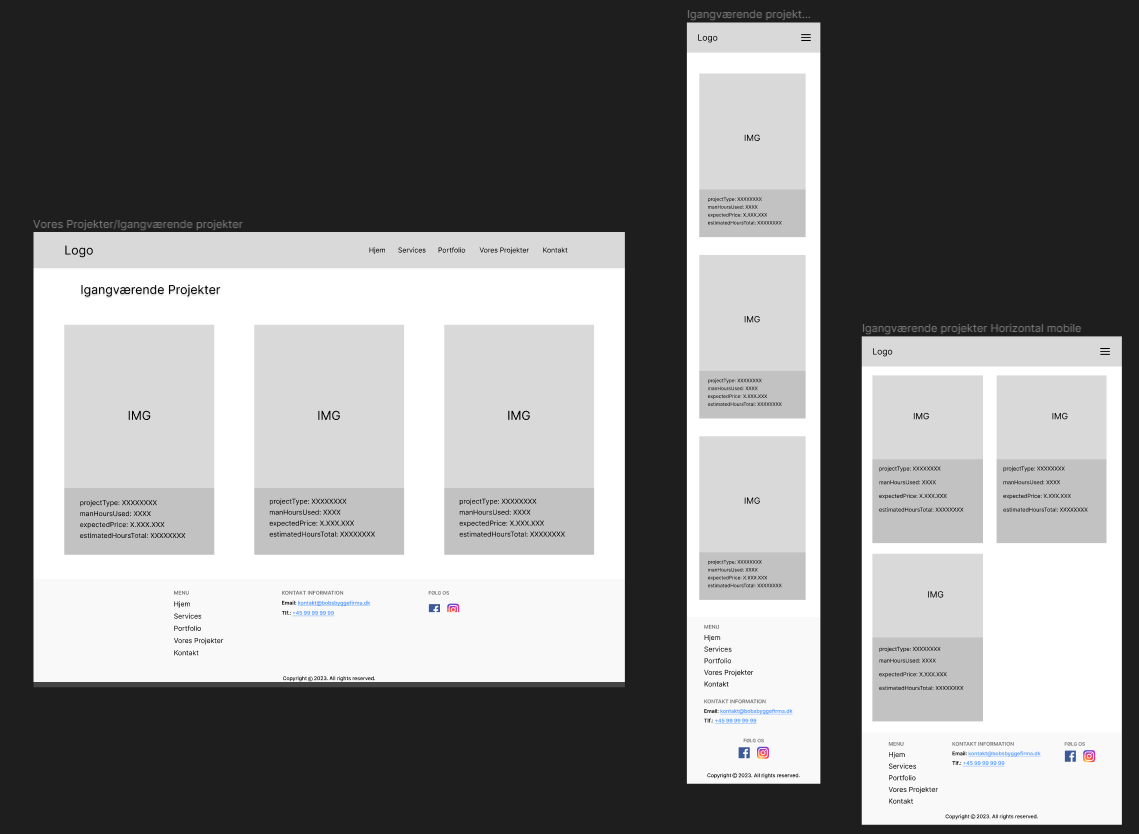 Vores Projekter/Igangværende projekter
Logo
Hjem Services Portfolio Vores Projekter Kontakt
Igangværende Projekter
IMG
IMG
IMG
projectType: XXXXXXXX
manHoursUsed: XXXX
expectedPrice: X.XXX.XXX
estimatedHoursTotal: XXXXXXXX
projectType: XXXXXXXX
manHoursUsed: XXXX
expectedPrice: X.XXX.XXX
estimatedHoursTotal: XXXXXXXX
projectType: XXXXXXXX
manHoursUsed: XXXX
expectedPrice: X.XXX.XXX
estimatedHoursTotal: XXXXXXXX
MENU
Hjem
Services
Portfolio
Vores Projekter
Kontakt
KONTAKT INFORMATION
Email: kontakt@bobsbyggefirma.dk
Tlf.: +45 99 99 99 99
FØLG OS
Copyright © 2023. All rights reserved.
Igangværende projekt...
Logo
IMG
projectType: XXXXXXXX
manHoursUsed: XXXX
expectedPrice: X.XXX.XXX
estimatedHoursTotal: XXXXXXXX
IMG
projectType: XXXXXXXX
manHoursUsed: XXXX
expectedPrice: X.XXX.XXX
estimatedHoursTotal: XXXXXXXX
IMG
projectType: XXXXXXXX
manHoursUsed: XXXX
expectedPrice: X.XXX.XXX
estimatedHoursTotal: XXXXXXXX
MENU
Hjem
Services
Portfolio
Vores Projekter
Kontakt
KONTAKT INFORMATION
Email: kontakt@bobsbyggefirma.dk
Tlf.: +45 99 99 99 99
FØLG OS
Copyright © 2023. All rights reserved.
Igangværende projekter Horizontal mobile
Logo
IMG
projectType: XXXXXXXX
manHoursUsed: XXXX
expectedPrice: X.XXX.XXX
estimatedHoursTotal: XXXXXXXX
IMG
projectType: XXXXXXXX
manHoursUsed: XXXX
expectedPrice: X.XXX.XXX
estimatedHoursTotal: XXXXXXXX
IMG
projectType: XXXXXXXX
manHoursUsed: XXXX
expectedPrice: X.XXX.XXX
estimatedHoursTotal: XXXXXXXX
MENU
Hjem
Services
Portfolio
Vores Projekter
Kontakt
KONTAKT INFORMATION
Email: kontakt@bobsbyggefirma.dk
Tlf.: +45 99 99 99 99
FØLG OS
Copyright © 2023. All rights reserved.